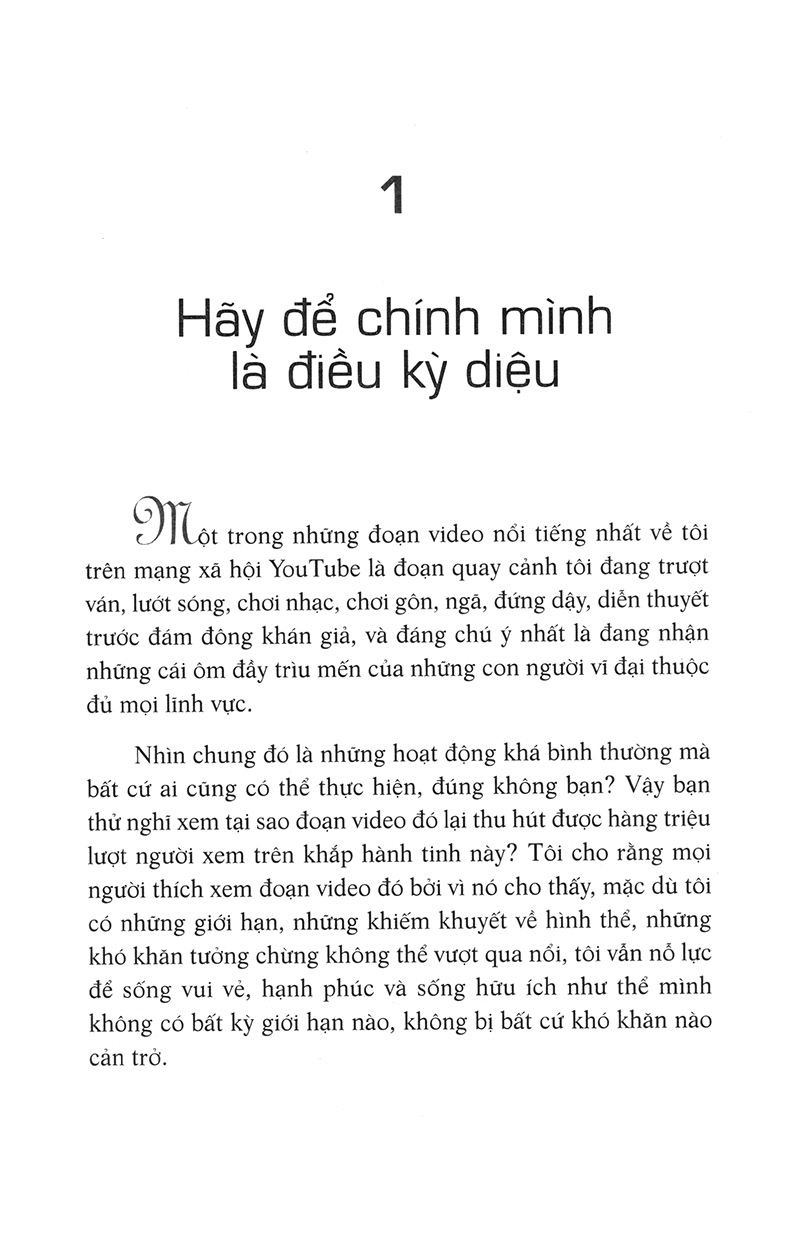 1
Hãy để chính mình
là điều kỳ diệu
Một trong những đoạn video nổi tiếng nhất về tôi
trên mạng xã hội YouTube là đoạn quay cảnh tôi đang trượt
ván, lướt sóng, chơi nhạc, chơi gôn, ngã, đứng dậy, diễn thuyết
trước đám đông khán giả, và đáng chú ý nhất là đang nhận
những cái ôm đầy trìu mến của những con người vĩ đại thuộc
đủ mọi lĩnh vực.
Nhìn chung đó là những hoạt động khá bình thường mà
bất cứ ai cũng có thể thực hiện, đúng không bạn? Vậy bạn
thử nghĩ xem tại sao đoạn video đó lại thu hút được hàng triệu
lượt người xem trên khắp hành tinh này? Tôi cho rằng mọi
người thích xem đoạn video đó bởi vì nó cho thấy, mặc dù tôi
có những giới hạn, những khiếm khuyết về hình thể, những
khó khăn tưởng chừng không thể vượt qua nổi, tôi vẫn nỗ lực
để sống vui vẻ, hạnh phúc và sống hữu ích như thể mình
không có bất kỳ giới hạn nào, không bị bất cứ khó khăn nào
cản trở.